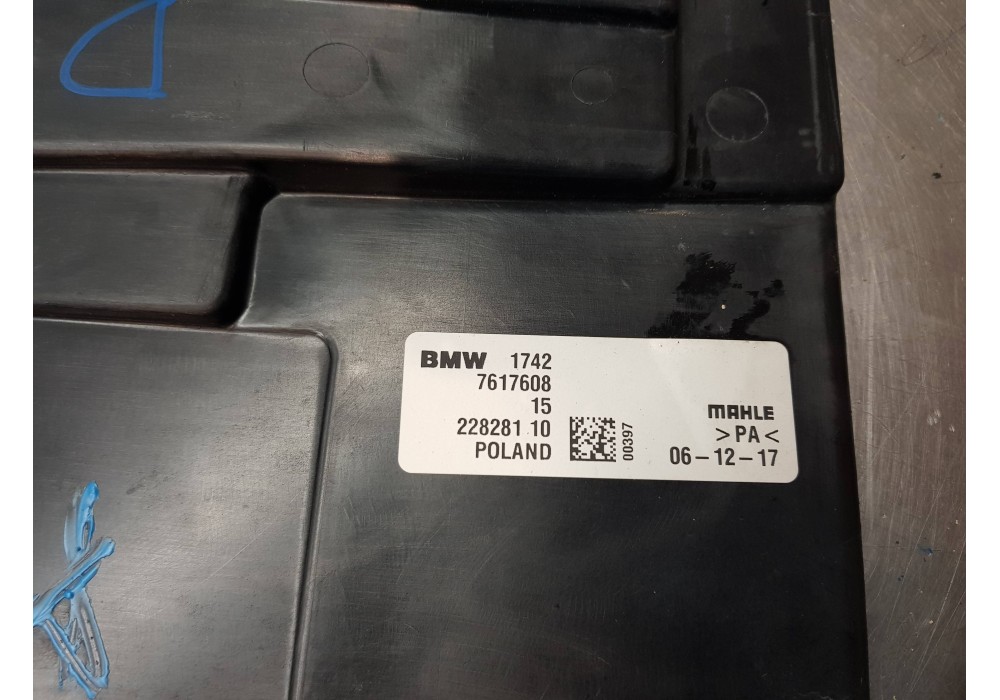 BMW 1742
7617608
15
228281 10
POLAND
00397
MAHLE
>PA<
06-12-17